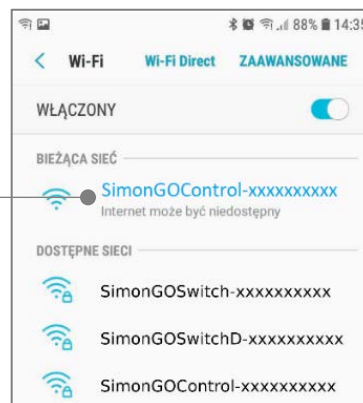 88% 14:35
Wi-Fi Wi-Fi Direct ZAAWANSOWANE
WŁĄCZONY
BIEŻĄCA SIEĆ
SimonGOControl-xxxxxxxxxx
Internet może być niedostępny
DOSTĘPNE SIECI
SimonGOSwitch-xxxxxxxxxx
SimonGOSwitchD-xxxxxxxxxx
SimonGOControl-xxxxxxxxxx